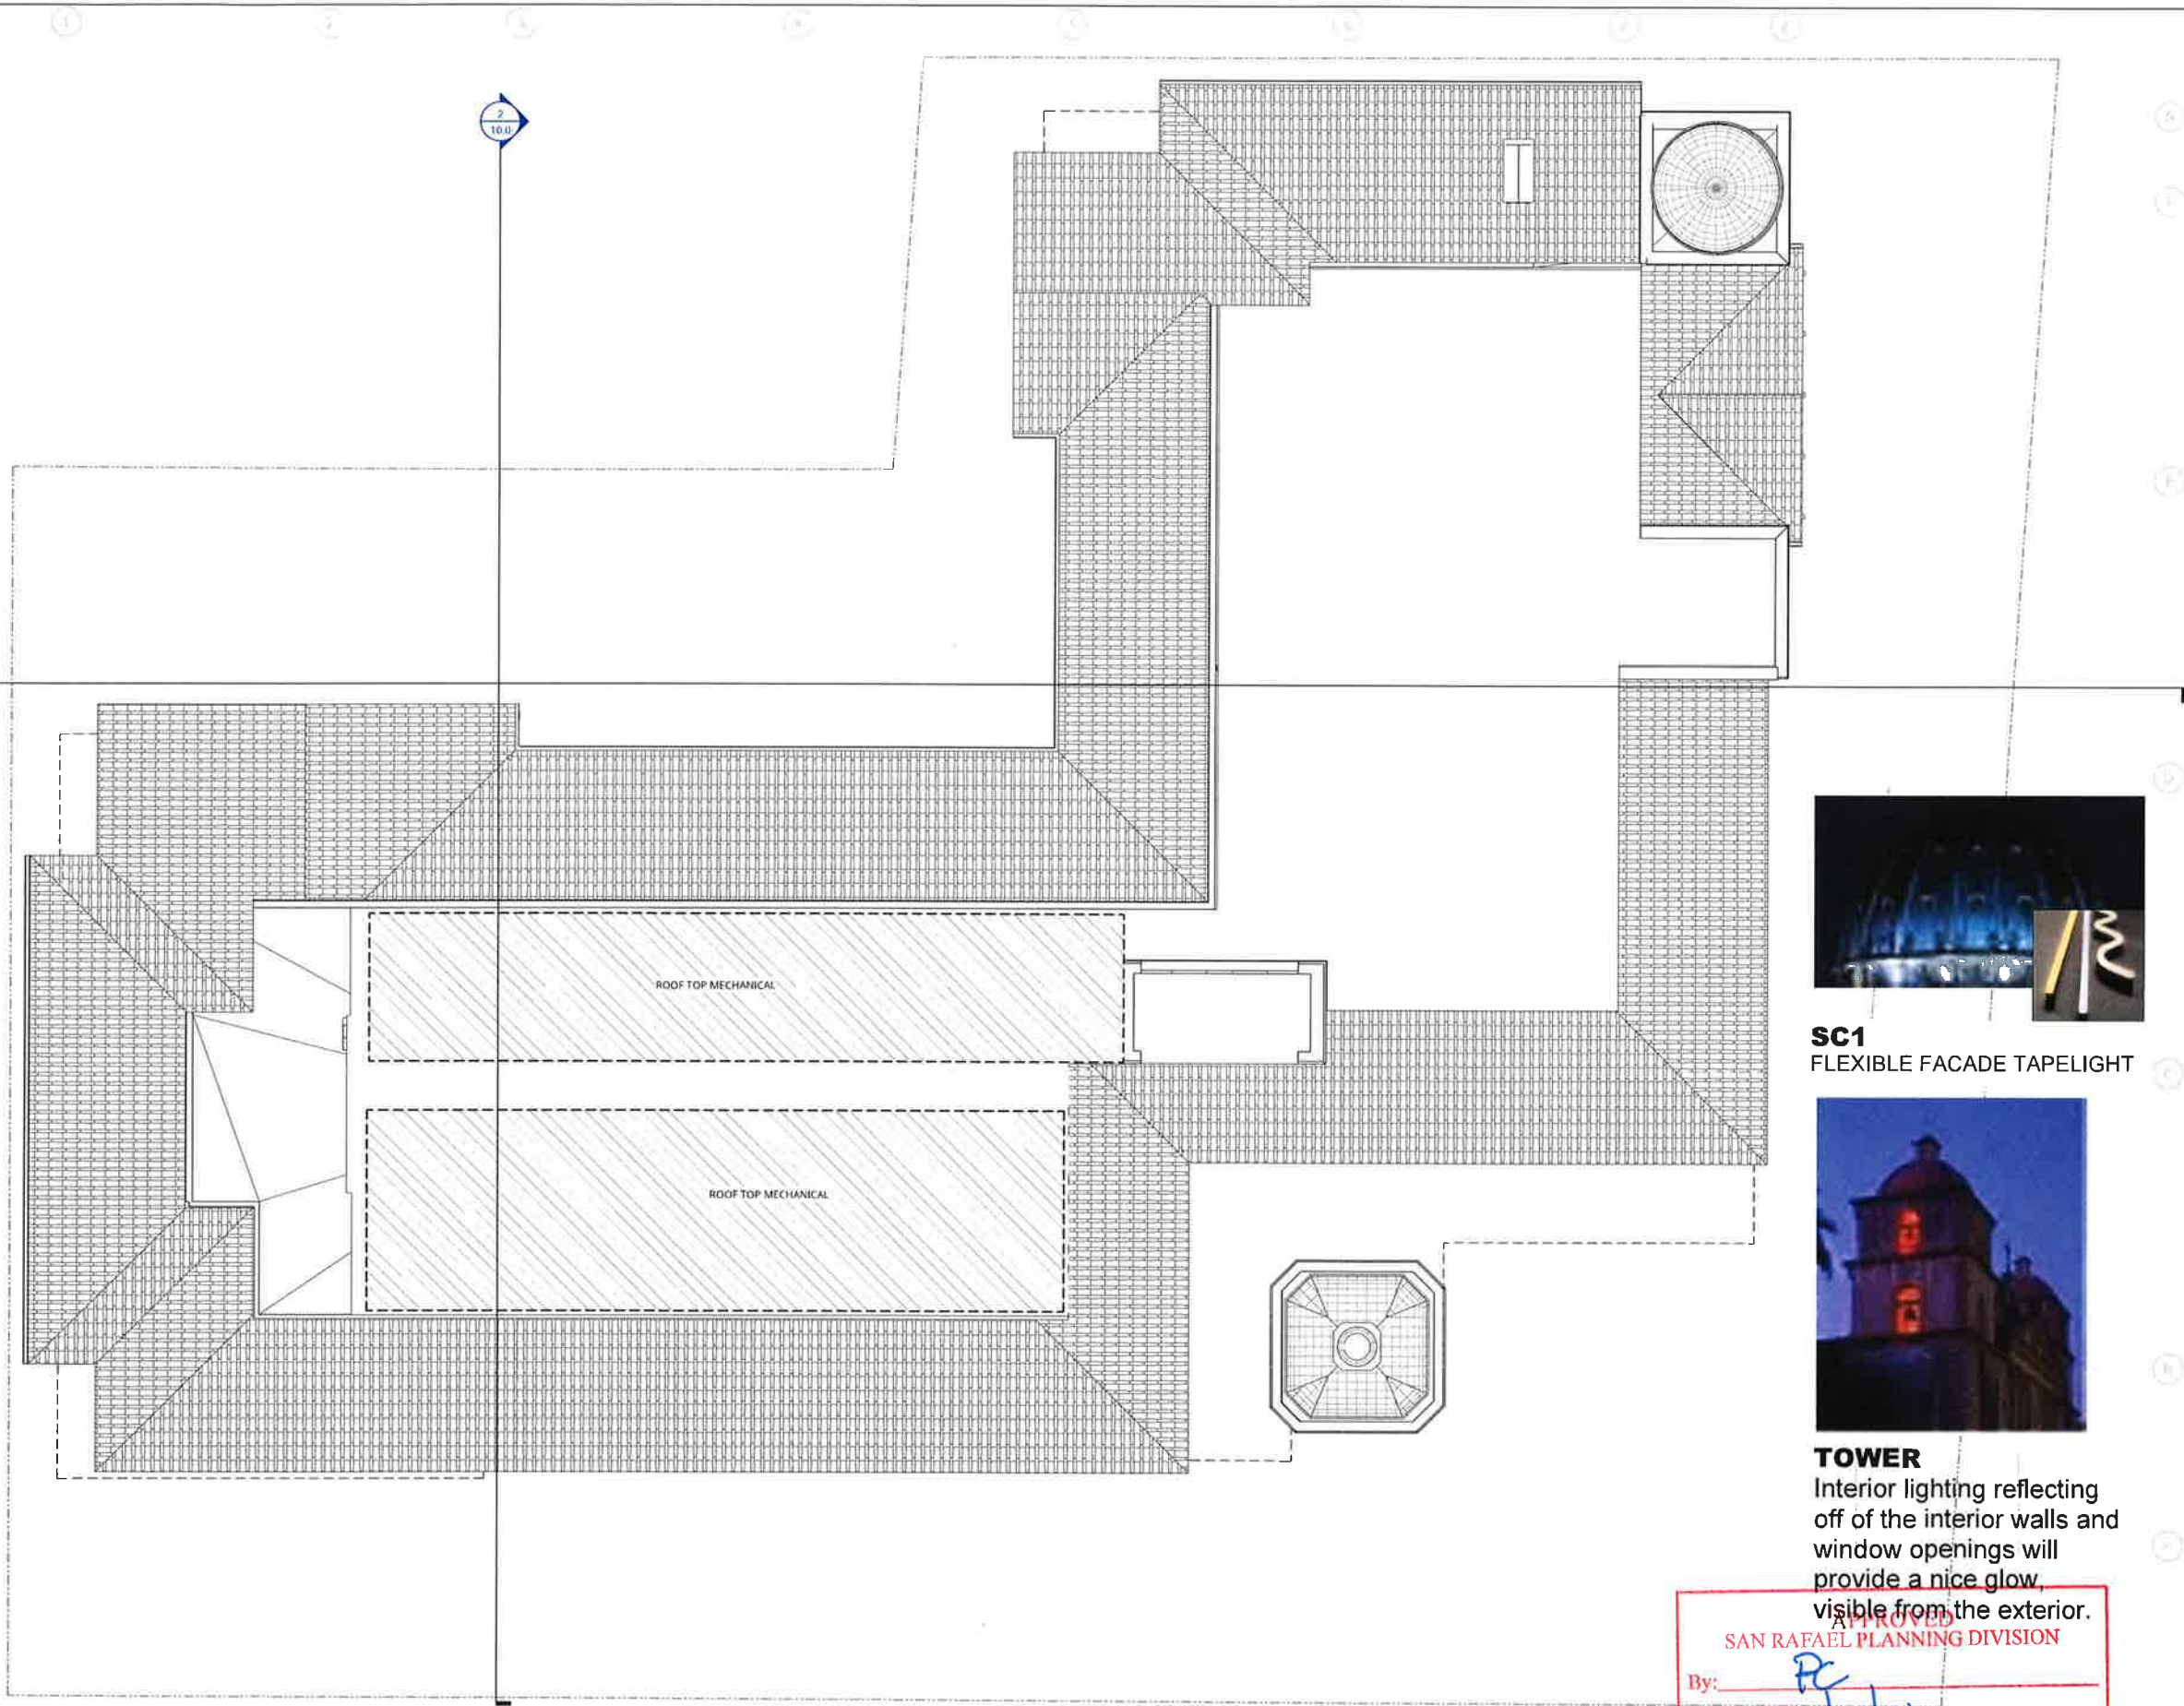 2
10.0
ROOF TOP MECHANICAL
ROOF TOP MECHANICAL
SC1
FLEXIBLE FACADE TAPELIGHT
TOWER
Interior lighting reflecting
off of the interior walls and
window openings will
provide a nice glow,
visible from the exterior.
APPROVED
SAN RAFAEL PLANNING DIVISION
By: PC